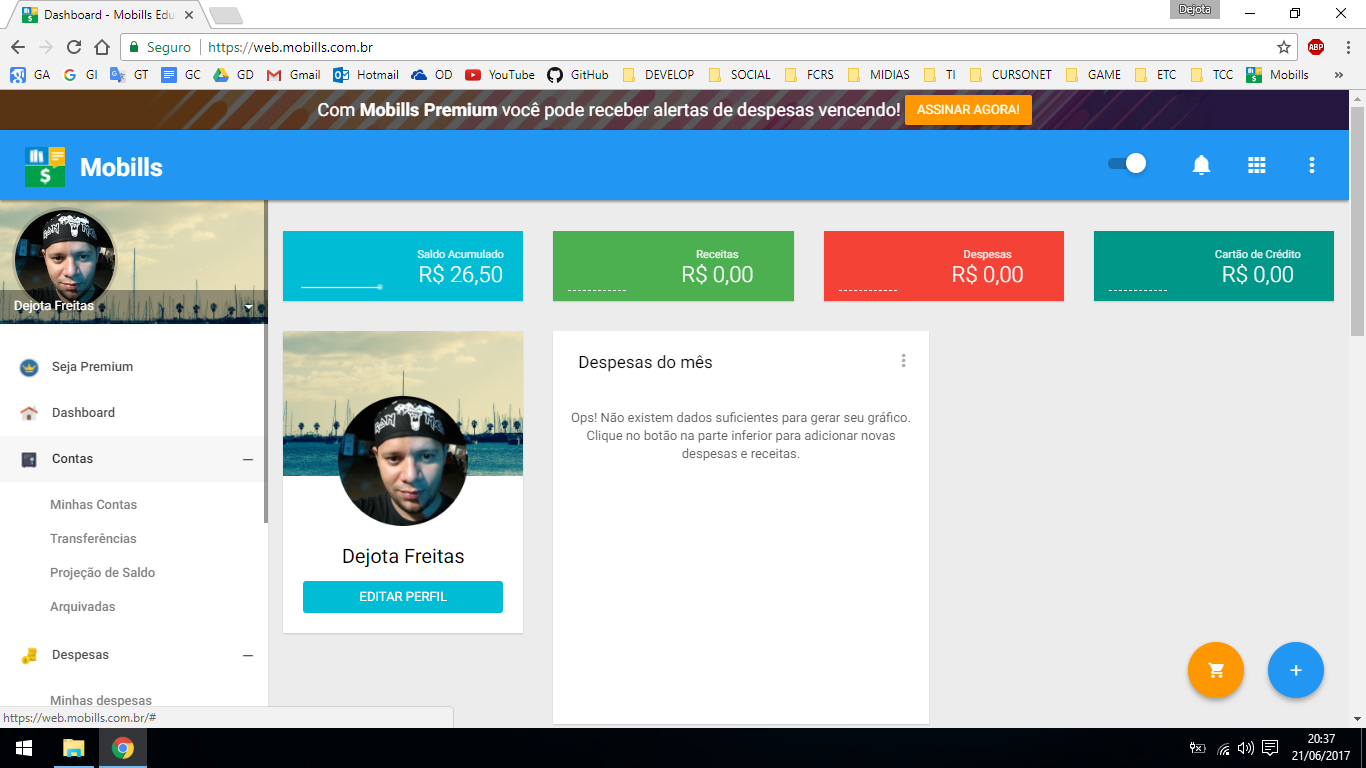 Dashboard - Mobills Edu
Dejota
Seguro
https://web.mobills.com.br
ABP
GA
GI
GT
GC
GD
Gmail
Hotmail
OD
YouTube
GitHub
DEVELOP
SOCIAL
FCRS
MIDIAS
TI
CURSONET
GAME
ETC
TCC
Mobills
»
Com Mobills Premium você pode receber alertas de despesas vencendo! ASSINAR AGORA!
Mobills
Saldo Acumulado
R$ 26,50
Receitas
R$ 0,00
Despesas
R$ 0,00
Cartão de Crédito
R$ 0,00
Dejota Freitas
Seja Premium
Dashboard
Contas
Minhas Contas
Transferências
Projeção de Saldo
Arquivadas
Despesas
Minhas despesas
Dejota Freitas
EDITAR PERFIL
Despesas do mês
Ops! Não existem dados suficientes para gerar seu gráfico.
Clique no botão na parte inferior para adicionar novas
despesas e receitas.
https://web.mobills.com.br/#
20:37
21/06/2017